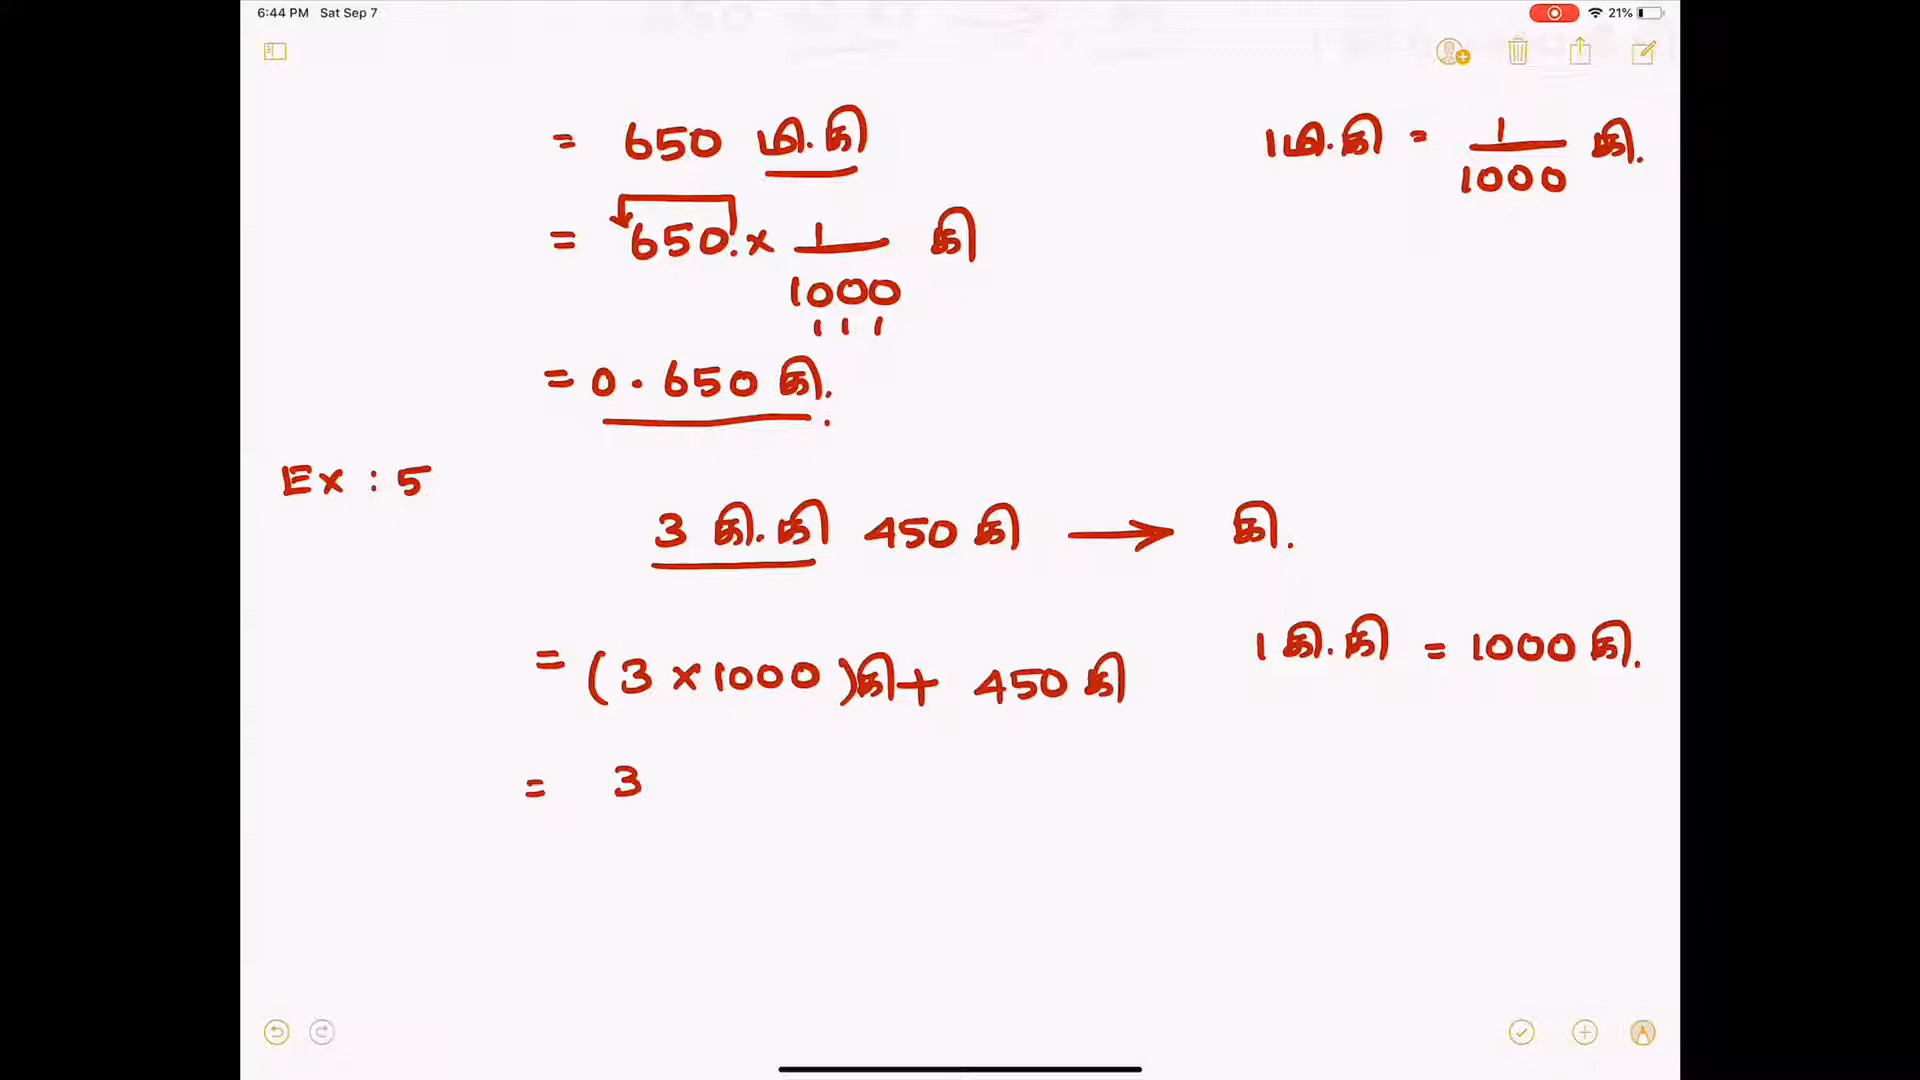 6:44 PM Sat Sep 7
21%
= 650 மி.கி
1 மி.கி = 1/1000 கி.
= 650. x 1/1000 கி
= 0.650 கி.
Ex : 5
3 கி.கி 450 கி → கி.
1 கி.கி = 1000 கி.
= (3 x 1000) கி + 450 கி
= 3